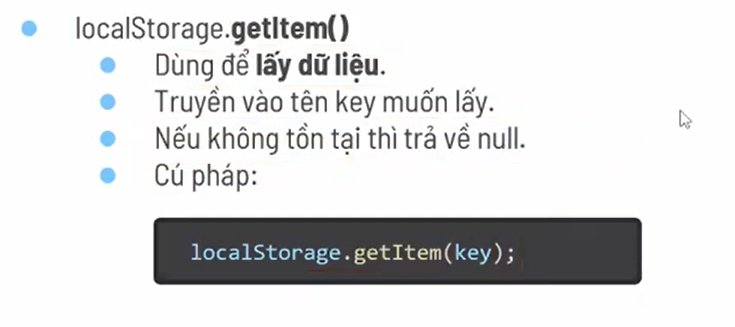 localStorage.getItem()
Dùng để lấy dữ liệu.
Truyền vào tên key muốn lấy.
Nếu không tồn tại thì trả về null.
Cú pháp:
localStorage.getItem(key);